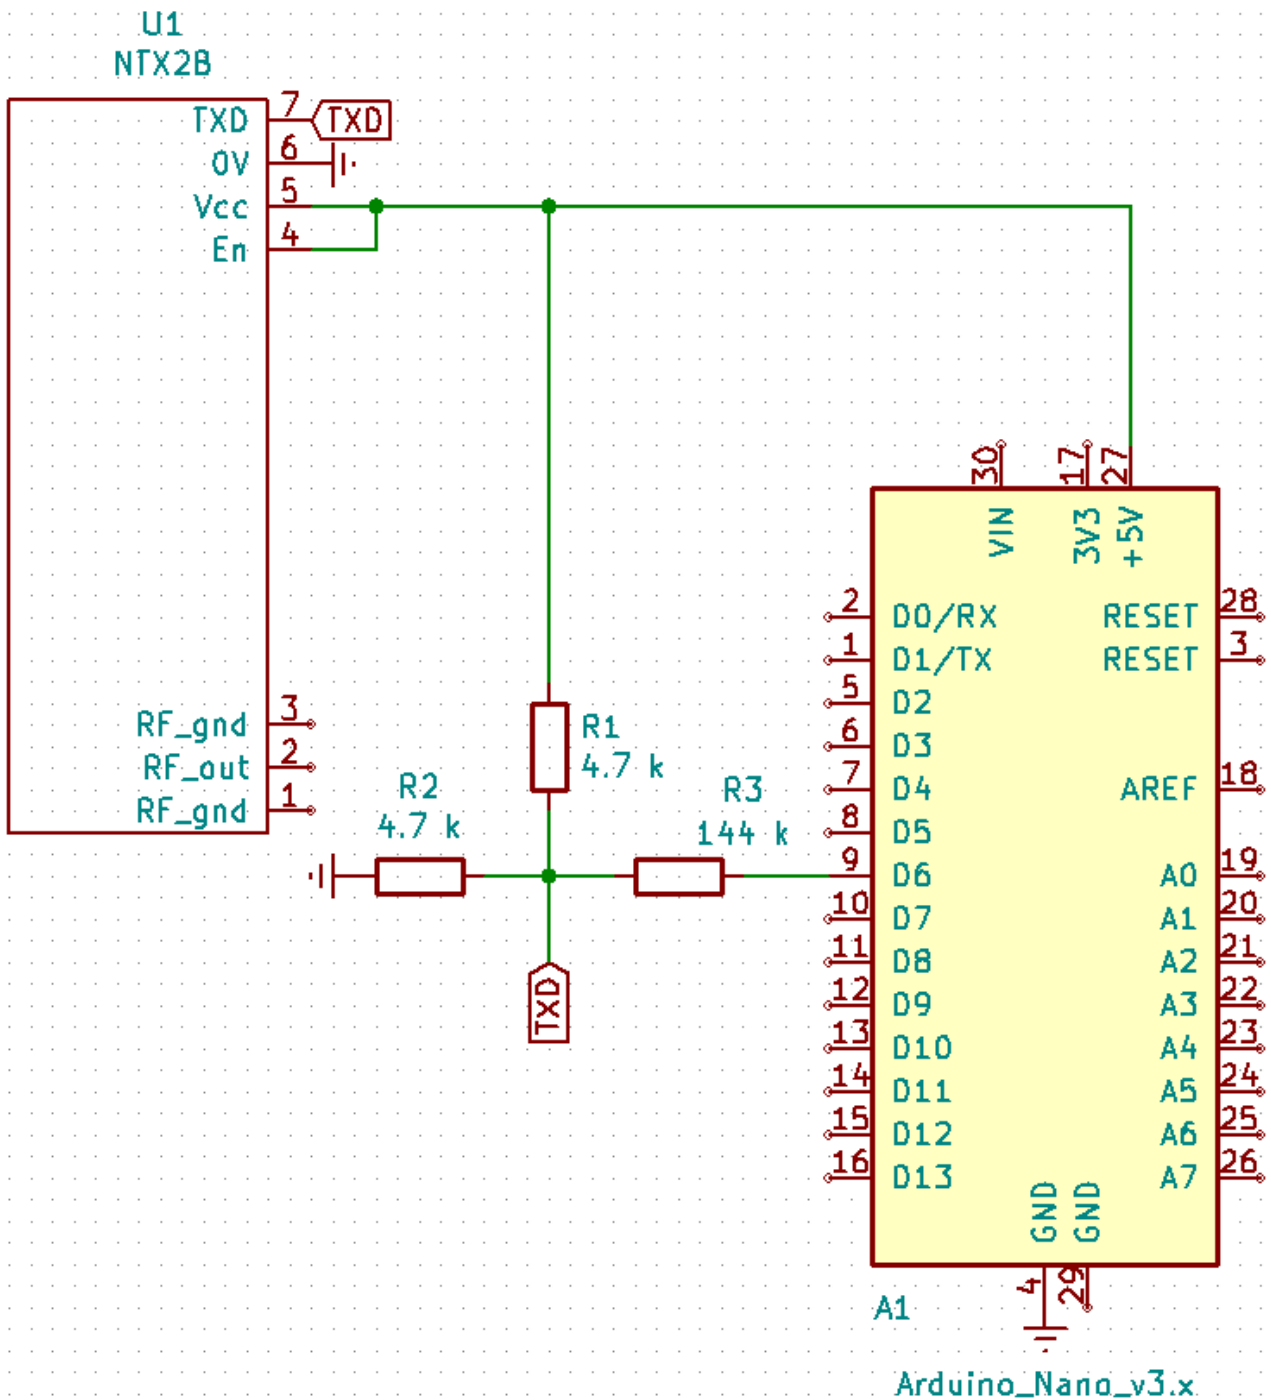 U1
NTX2B
TXD 7 TXD
0V 6
Vcc 5
En 4
RF_gnd 3
RF_out 2
RF_gnd 1
R1
4.7 k
R2
4.7 k
R3
144 k
TXD
30 17 27
VIN 3V3 +5V
2 D0/RX RESET 28
1 D1/TX RESET 3
5 D2
6 D3
7 D4 AREF 18
8 D5
9 D6 A0 19
10 D7 A1 20
11 D8 A2 21
12 D9 A3 22
13 D10 A4 23
14 D11 A5 24
15 D12 A6 25
16 D13 A7 26
GND GND
4 29
A1
Arduino_Nano_v3.x